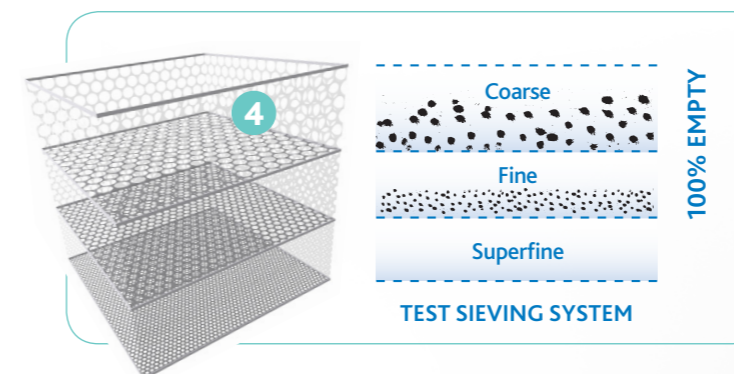 4
Coarse
Fine
Superfine
100% EMPTY
TEST SIEVING SYSTEM